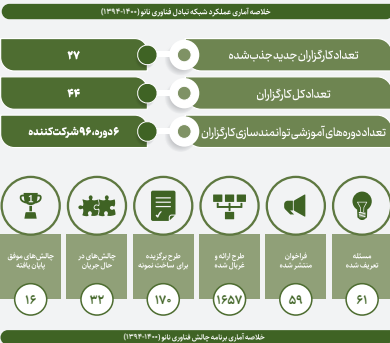 خلاصه آماری عملکرد شبکه تبادل فناوری نانو (۱۴۰۰-۱۳۹۴)
تعداد کارگزاران جدید جذب‌شده
۲۷
تعداد کل کارگزاران
۴۴
تعداد دوره‌های آموزشی توانمندسازی کارگزاران
۶ دوره، ۹۶ شرکت‌کننده
مسئله
تعریف شده
۶۱
فراخوان
منتشر شده
۵۹
طرح ارائه و
غربال شده
۱۶۵۷
طرح برگزیده
برای ساخت نمونه
۱۷۰
چالش‌های در
حال جریان
۳۲
چالش‌های موفق
پایان یافته
۱۶
خلاصه آماری برنامه چالش فناوری نانو (۱۴۰۰-۱۳۹۴)